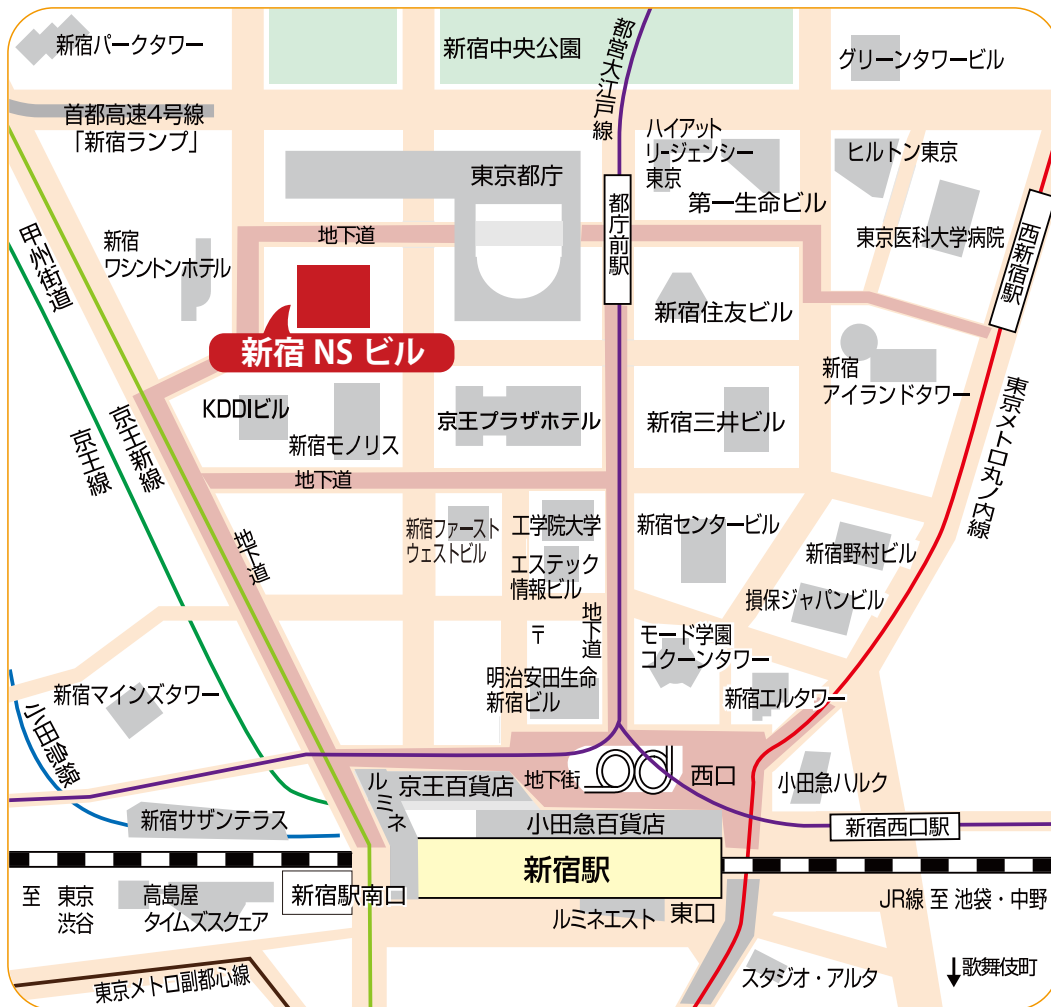 新宿パークタワー
新宿中央公園
都営大江戸線
グリーンタワービル
首都高速4号線
「新宿ランプ」
ハイアット
リージェンシー
東京
ヒルトン東京
東京都庁
第一生命ビル
都庁前駅
東京医科大学病院
西新宿駅
甲州街道
新宿
ワシントンホテル
地下道
新宿住友ビル
新宿 NS ビル
新宿
アイランドタワー
東京メトロ丸ノ内線
KDDIビル
新宿モノリス
京王プラザホテル
新宿三井ビル
京王新線
京王線
地下道
地下道
新宿ファースト
ウェストビル
工学院大学
エステック
情報ビル
新宿センタービル
新宿野村ビル
損保ジャパンビル
地下道
〒
モード学園
コクーンタワー
明治安田生命
新宿ビル
新宿エルタワー
新宿マインズタワー
小田急線
ルミネ
京王百貨店
地下街
西口
小田急ハルク
新宿サザンテラス
小田急百貨店
新宿西口駅
新宿駅
至 東京
渋谷
高島屋
タイムズスクェア
新宿駅南口
ルミネエスト
東口
JR線 至 池袋・中野
東京メトロ副都心線
スタジオ・アルタ
↓歌舞伎町